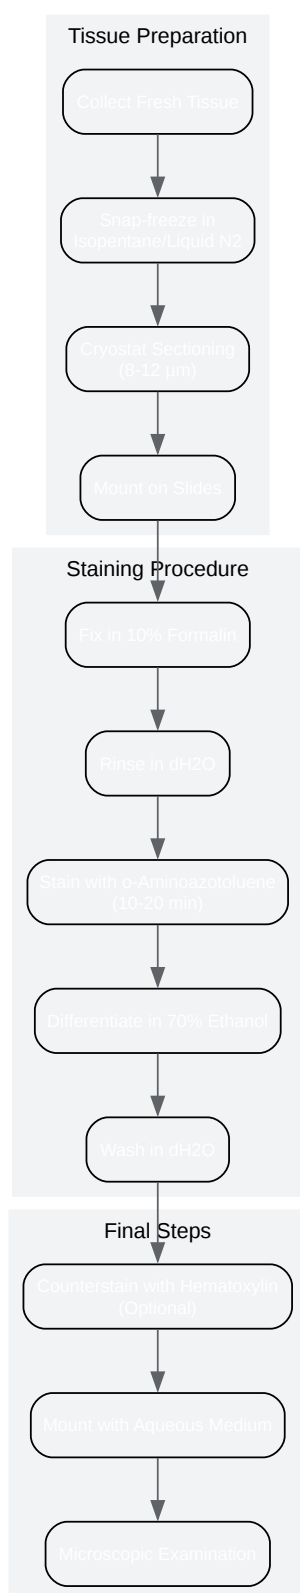 Tissue Preparation
Collect Fresh Tissue
Snap-freeze in
Isopentane/Liquid N2
Cryostat Sectioning
(8-12 µm)
Mount on Slides
Staining Procedure
Fix in 10% Formalin
Rinse in dH2O
Stain with o-Aminoazotoluene
(10-20 min)
Differentiate in 70% Ethanol
Wash in dH2O
Final Steps
Counterstain with Hematoxylin
(Optional)
Mount with Aqueous Medium
Microscopic Examination